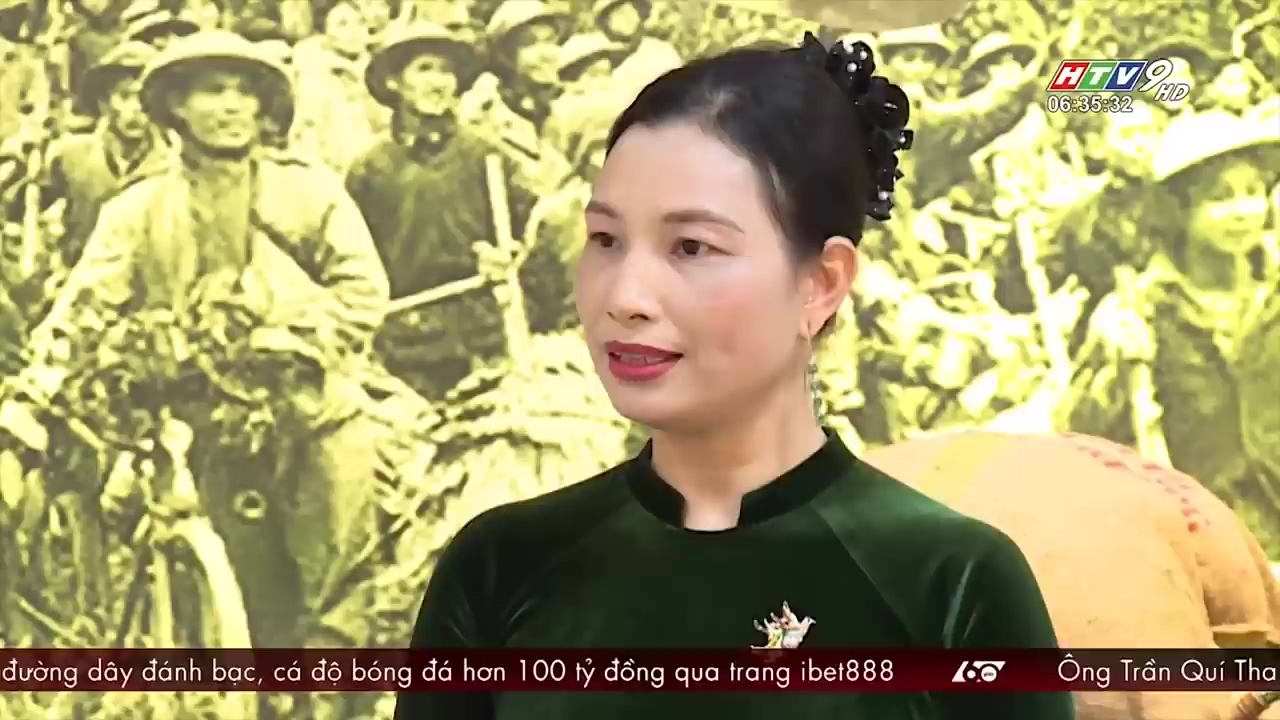 HTV9 HD
06:35:32
đường dây đánh bạc, cá độ bóng đá hơn 100 tỷ đồng qua trang ibet888 60 Ông Trần Quí Tha